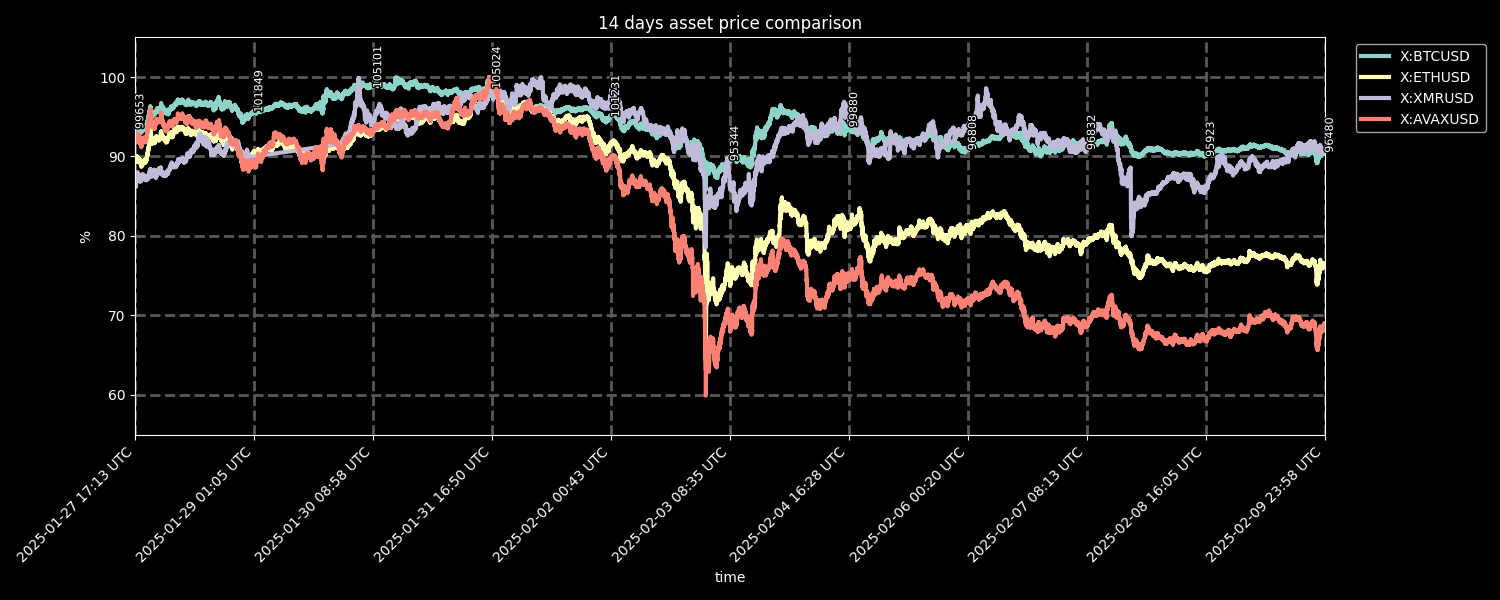 14 days asset price comparison
X:BTCUSD
X:ETHUSD
X:XMRUSD
X:AVAXUSD
100
90
80
70
60
%
99653
101849
105101
105024
101231
95344
99880
96808
96832
95923
96480
2025-01-27 17:13 UTC
2025-01-29 01:05 UTC
2025-01-30 08:58 UTC
2025-01-31 16:50 UTC
2025-02-02 00:43 UTC
2025-02-03 08:35 UTC
2025-02-04 16:28 UTC
2025-02-06 00:20 UTC
2025-02-07 08:13 UTC
2025-02-08 16:05 UTC
2025-02-09 23:58 UTC
time